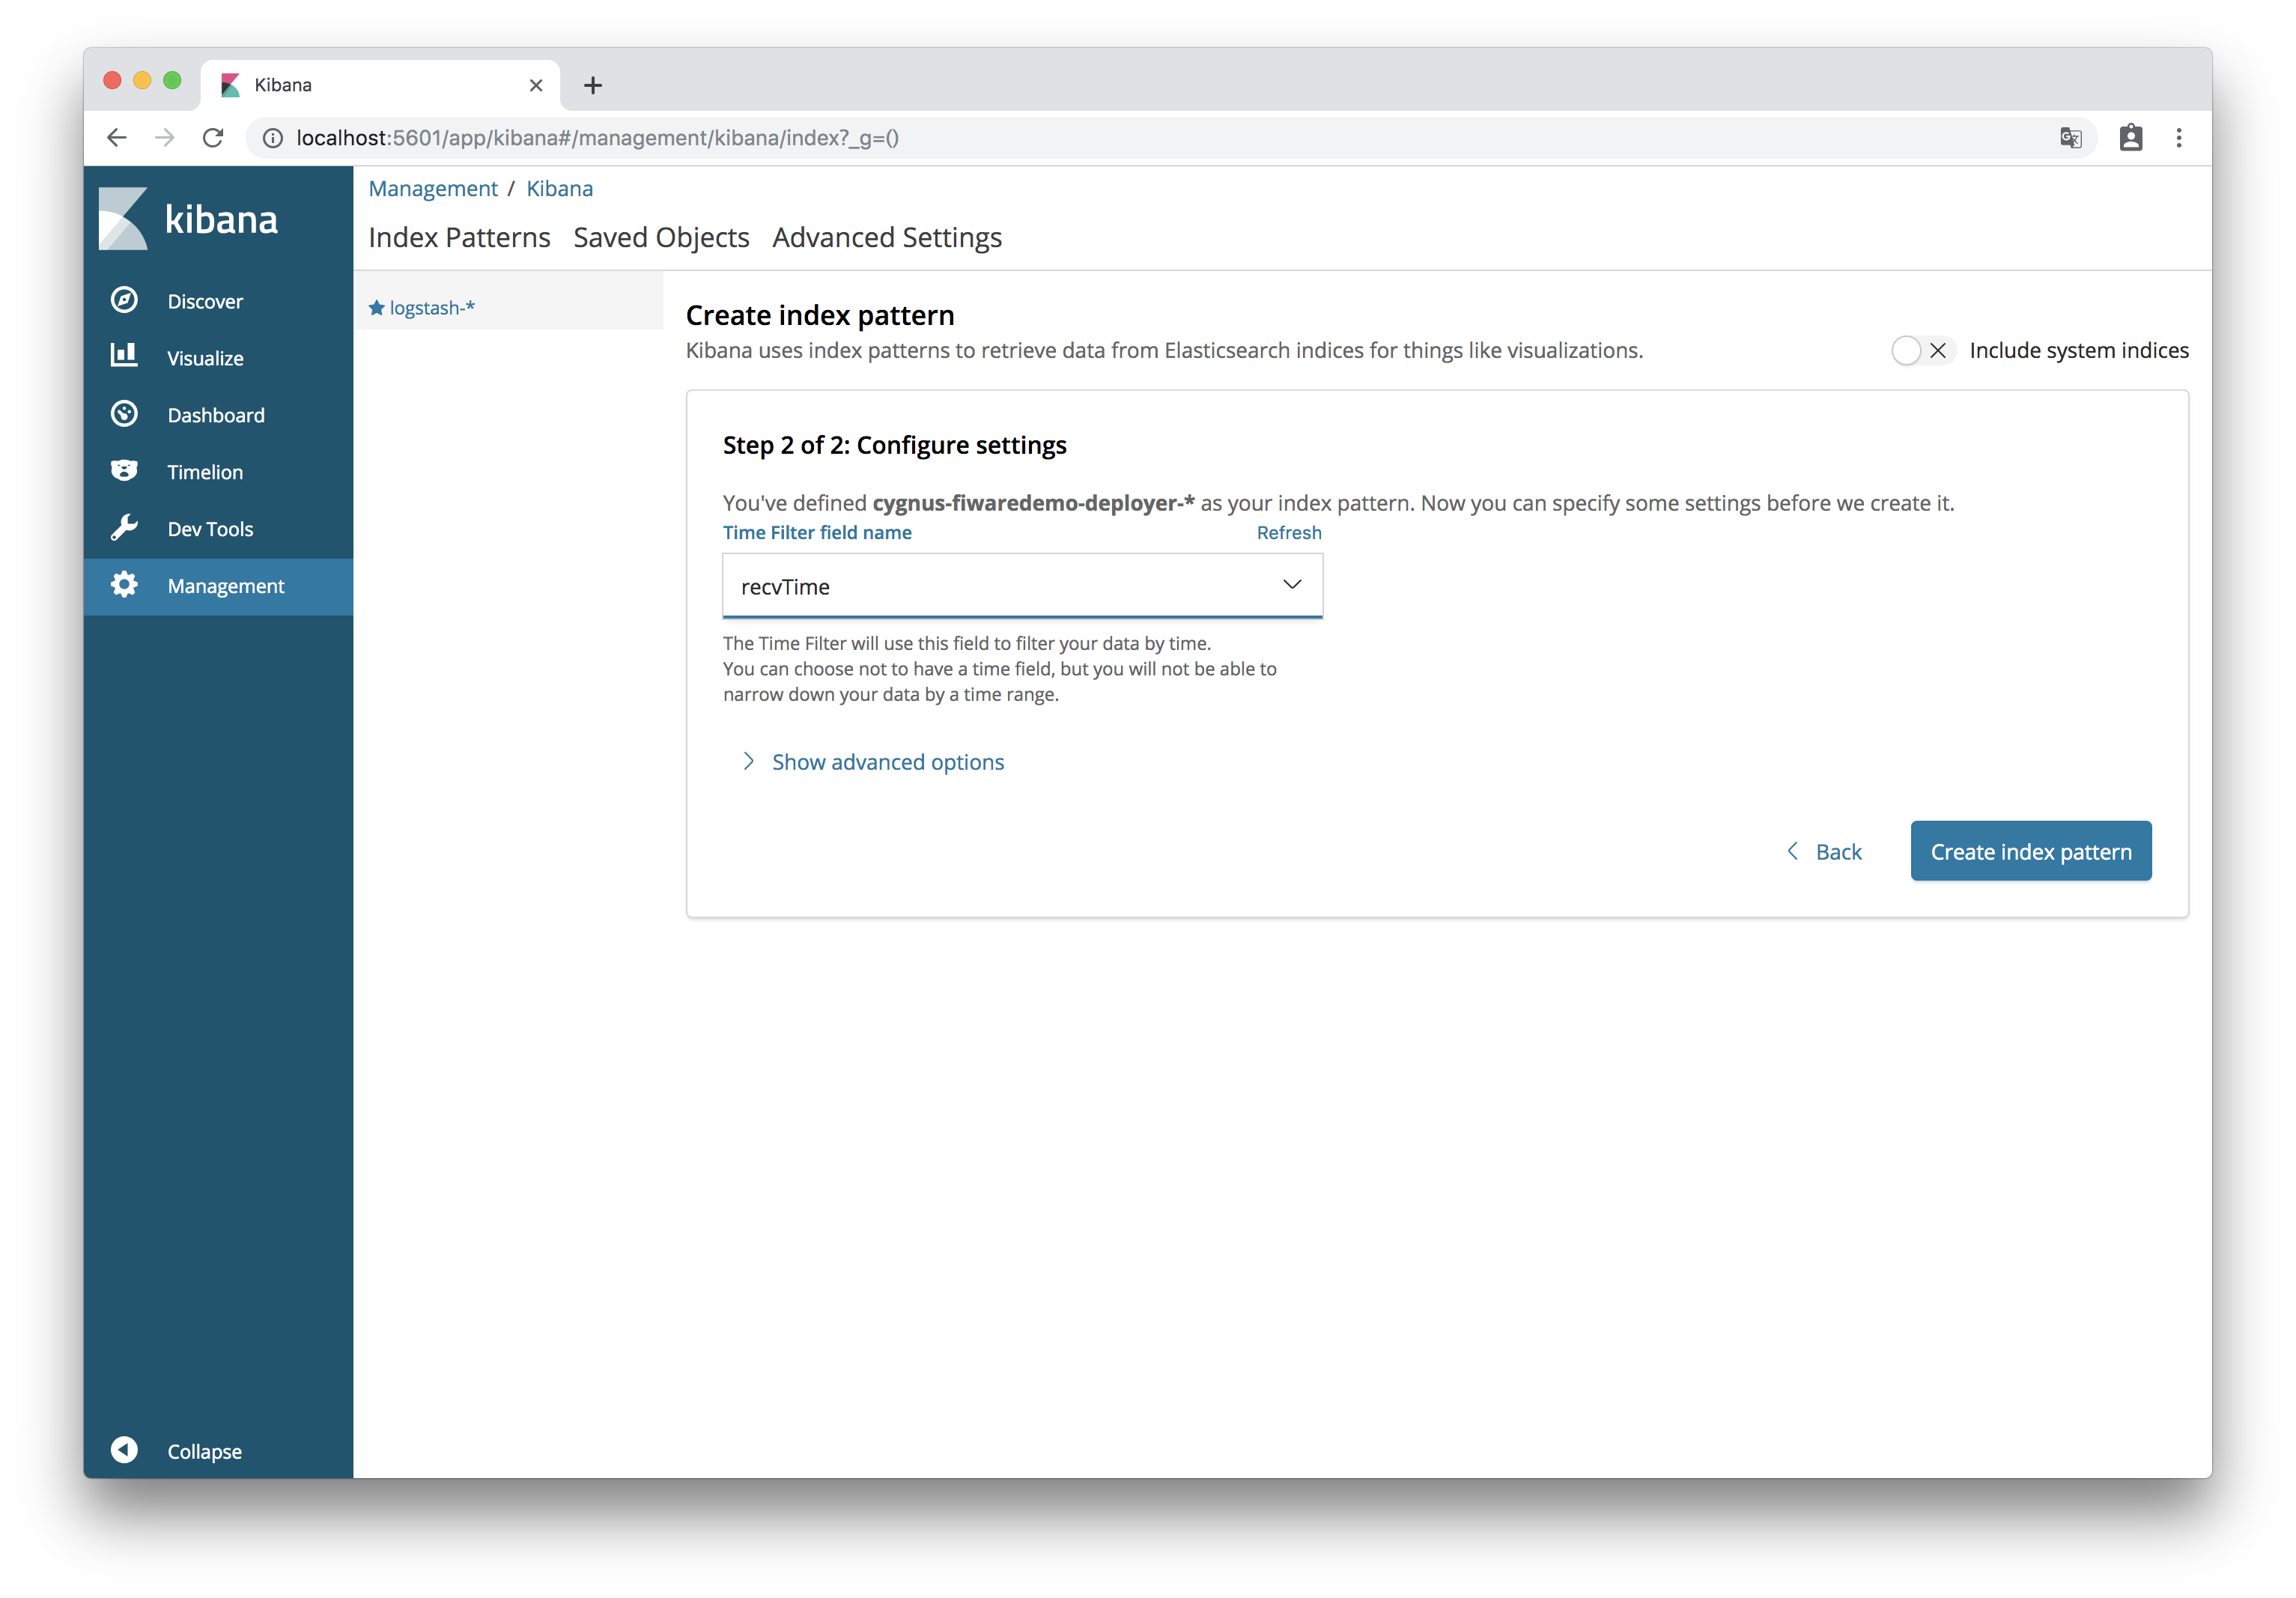 Kibana
localhost:5601/app/kibana#/management/kibana/index?_g=()
kibana
Discover
Visualize
Dashboard
Timelion
Dev Tools
Management
Collapse
Management / Kibana
Index Patterns Saved Objects Advanced Settings
logstash-*
Create index pattern
Kibana uses index patterns to retrieve data from Elasticsearch indices for things like visualizations.
Include system indices
Step 2 of 2: Configure settings
You've defined cygnus-fiwaredemo-deployer-* as your index pattern. Now you can specify some settings before we create it.
Time Filter field name Refresh
recvTime
The Time Filter will use this field to filter your data by time.
You can choose not to have a time field, but you will not be able to
narrow down your data by a time range.
Show advanced options
Back
Create index pattern